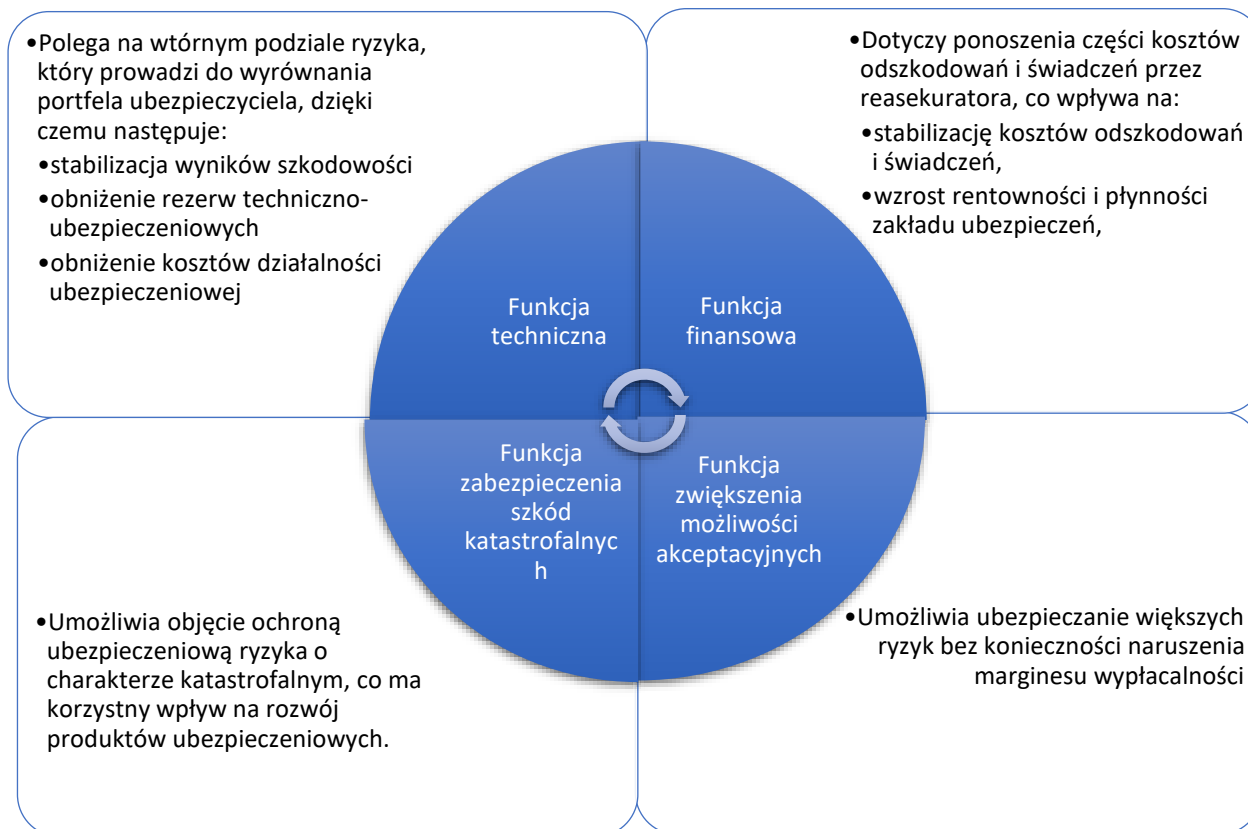 •Polega na wtórnym podziale ryzyka,
który prowadzi do wyrównania
portfela ubezpieczyciela, dzięki
czemu następuje:
•stabilizacja wyników szkodowości
•obniżenie rezerw techniczno-
ubezpieczeniowych
•obniżenie kosztów działalności
ubezpieczeniowej
•Dotyczy ponoszenia części kosztów
odszkodowań i świadczeń przez
reasekuratora, co wpływa na:
•stabilizację kosztów odszkodowań
i świadczeń,
•wzrost rentowności i płynności
zakładu ubezpieczeń,
Funkcja
techniczna
Funkcja
finansowa
Funkcja
zabezpieczenia
szkód
katastrofalnyc
h
Funkcja
zwiększenia
możliwości
akceptacyjnych
•Umożliwia objęcie ochroną
ubezpieczeniową ryzyka o
charakterze katastrofalnym, co ma
korzystny wpływ na rozwój
produktów ubezpieczeniowych.
•Umożliwia ubezpieczanie większych
ryzyk bez konieczności naruszenia
marginesu wypłacalności